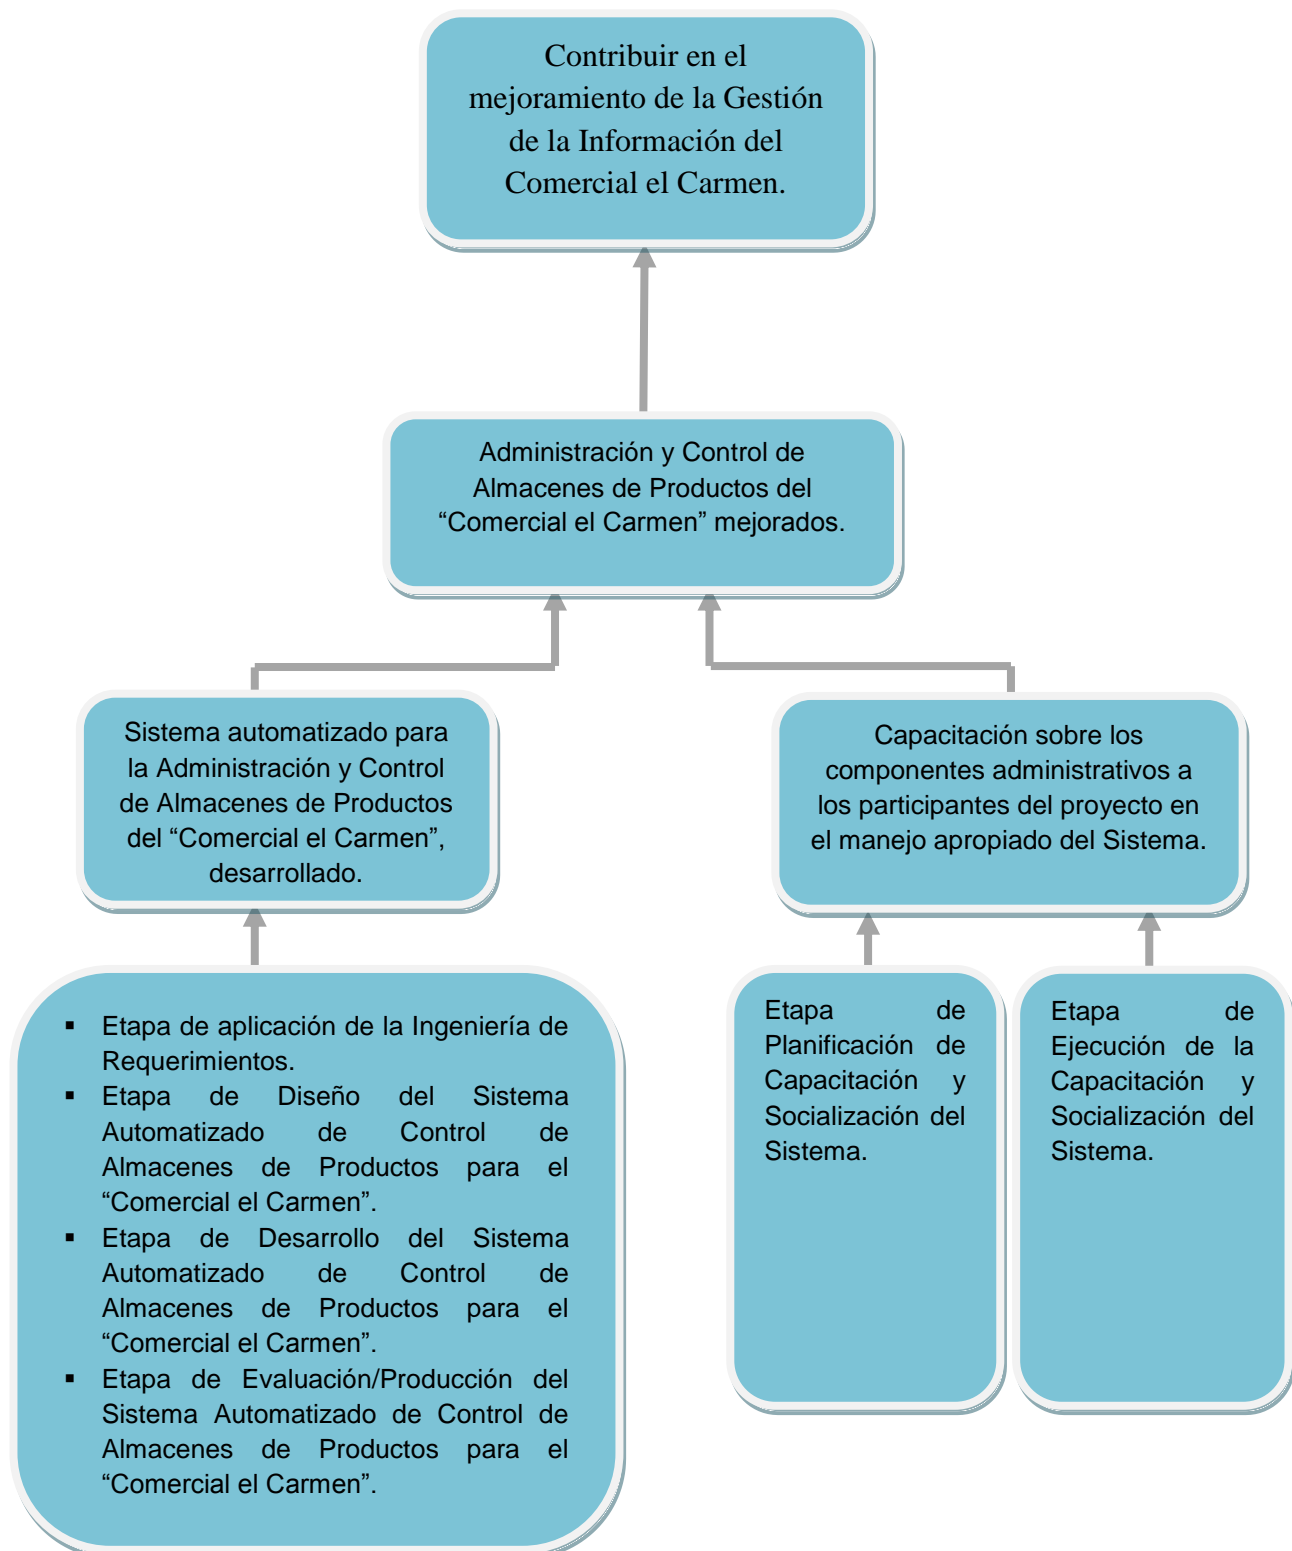 Contribuir en el
mejoramiento de la Gestión
de la Información del
Comercial el Carmen.
Administración y Control de
Almacenes de Productos del
“Comercial el Carmen” mejorados.
Sistema automatizado para
la Administración y Control
de Almacenes de Productos
del “Comercial el Carmen”,
desarrollado.
Capacitación sobre los
componentes administrativos a
los participantes del proyecto en
el manejo apropiado del Sistema.
▪ Etapa de aplicación de la Ingeniería de
Requerimientos.
▪ Etapa de Diseño del Sistema
Automatizado de Control de
Almacenes de Productos para el
“Comercial el Carmen”.
▪ Etapa de Desarrollo del Sistema
Automatizado de Control de
Almacenes de Productos para el
“Comercial el Carmen”.
▪ Etapa de Evaluación/Producción del
Sistema Automatizado de Control de
Almacenes de Productos para el
“Comercial el Carmen”.
Etapa de
Planificación de
Capacitación y
Socialización del
Sistema.
Etapa de
Ejecución de la
Capacitación y
Socialización del
Sistema.